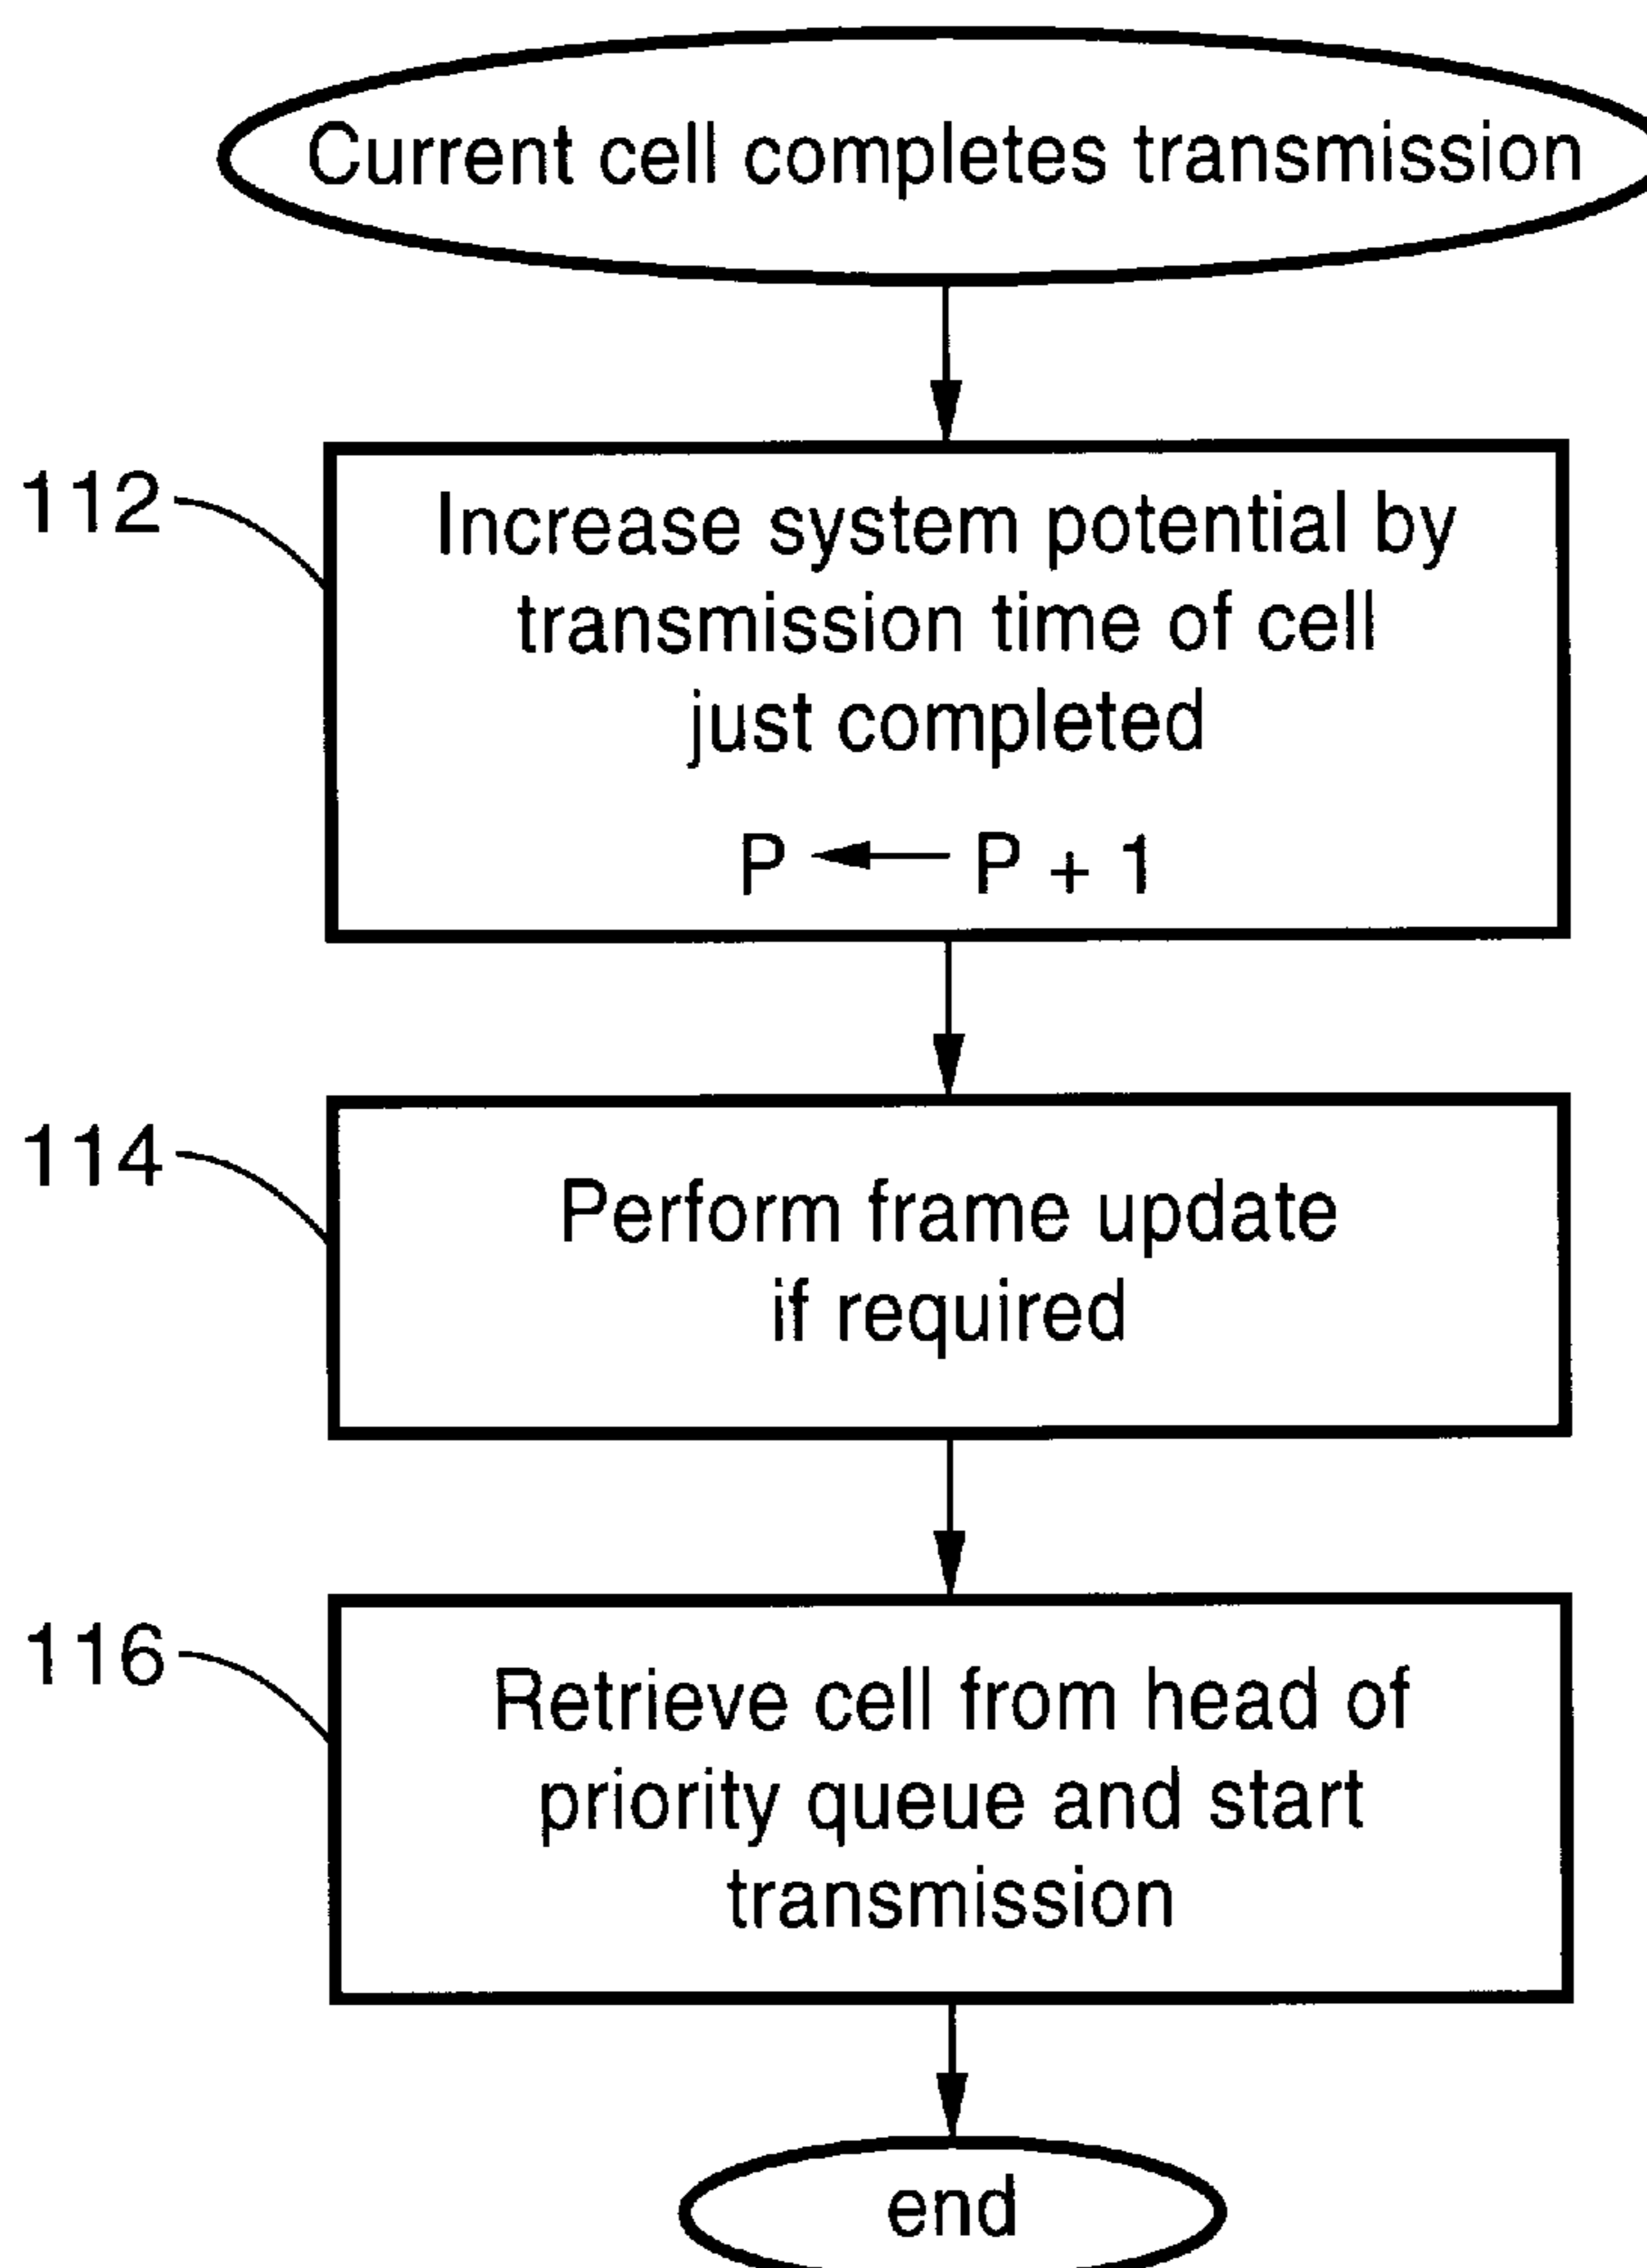 Current cell completes transmission
112
Increase system potential by
transmission time of cell
just completed
P ← P + 1
114
Perform frame update
if required
116
Retrieve cell from head of
priority queue and start
transmission
end